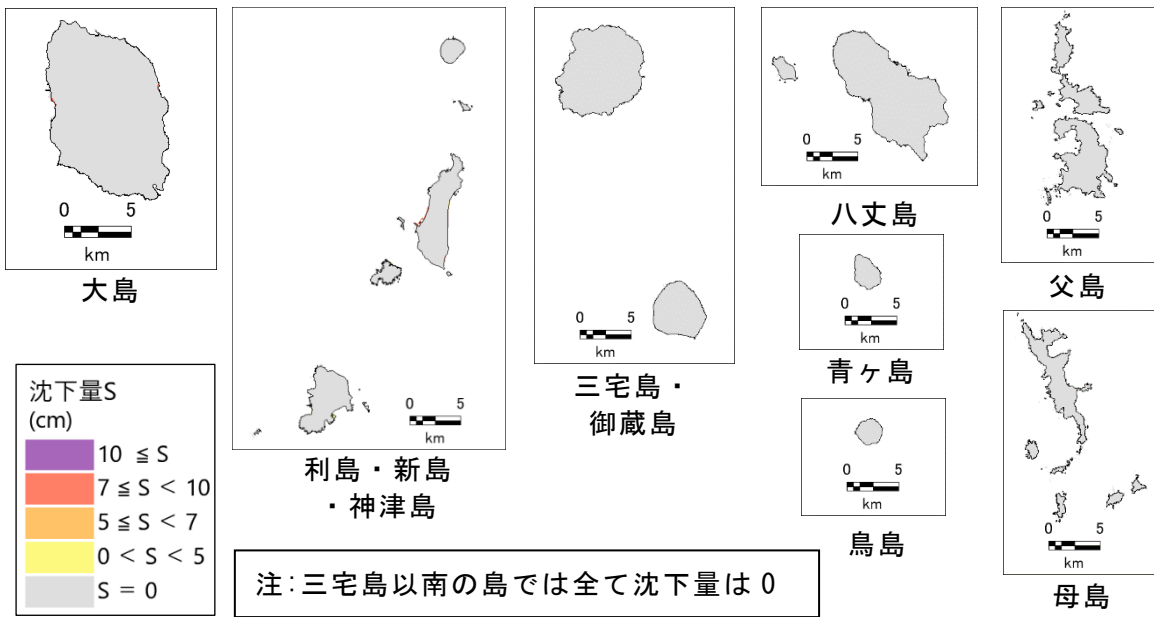 0 5
km
大島
0 5
km
利島・新島
・神津島
0 5
km
三宅島・
御蔵島
0 5
km
八丈島
0 5
km
青ヶ島
0 5
km
鳥島
0 5
km
父島
0 5
km
母島
沈下量S
(cm)
10 ≦ S
7 ≦ S < 10
5 ≦ S < 7
0 < S < 5
S = 0
注:三宅島以南の島では全て沈下量は0